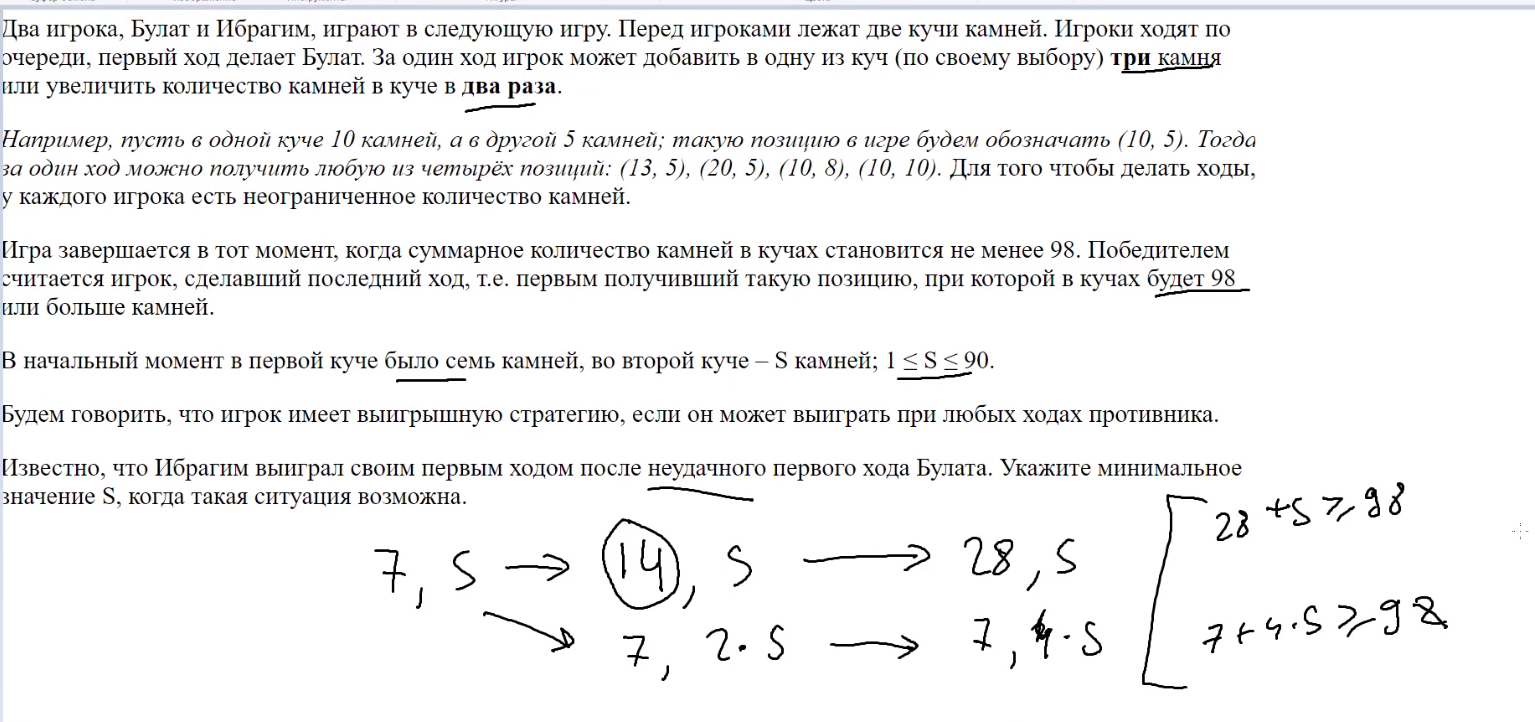 Два игрока, Булат и Ибрагим, играют в следующую игру. Перед игроками лежат две кучи камней. Игроки ходят по
очереди, первый ход делает Булат. За один ход игрок может добавить в одну из куч (по своему выбору) три камня
или увеличить количество камней в куче в два раза.
Например, пусть в одной куче 10 камней, а в другой 5 камней; такую позицию в игре будем обозначать (10, 5). Тогда
за один ход можно получить любую из четырёх позиций: (13, 5), (20, 5), (10, 8), (10, 10). Для того чтобы делать ходы,
у каждого игрока есть неограниченное количество камней.
Игра завершается в тот момент, когда суммарное количество камней в кучах становится не менее 98. Победителем
считается игрок, сделавший последний ход, т.е. первым получивший такую позицию, при которой в кучах будет 98
или больше камней.
В начальный момент в первой куче было семь камней, во второй куче – S камней; 1 ≤ S ≤ 90.
Будем говорить, что игрок имеет выигрышную стратегию, если он может выиграть при любых ходах противника.
Известно, что Ибрагим выиграл своим первым ходом после неудачного первого хода Булата. Укажите минимальное
значение S, когда такая ситуация возможна.
7, S → 14, S → 28, S [ 28 + S ≥ 98
7, 2·S → 7, 4·S 7 + 4·S ≥ 98